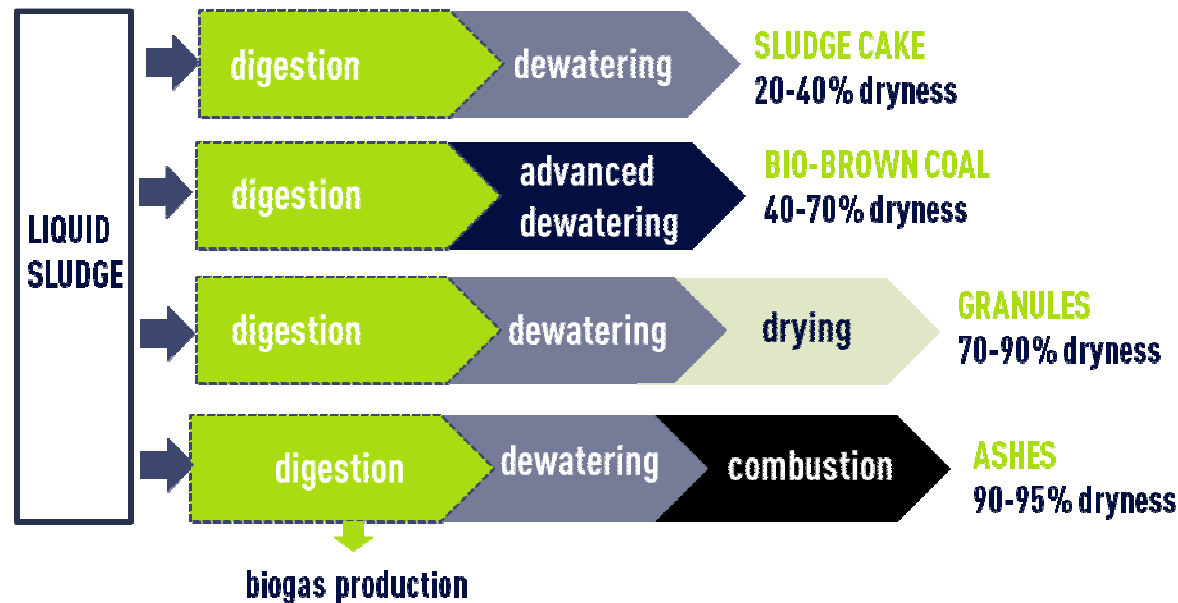 LIQUID
SLUDGE
digestion
dewatering
SLUDGE CAKE
20-40% dryness
digestion
advanced
dewatering
BIO-BROWN COAL
40-70% dryness
digestion
dewatering
drying
GRANULES
70-90% dryness
digestion
dewatering
combustion
ASHES
90-95% dryness
biogas production